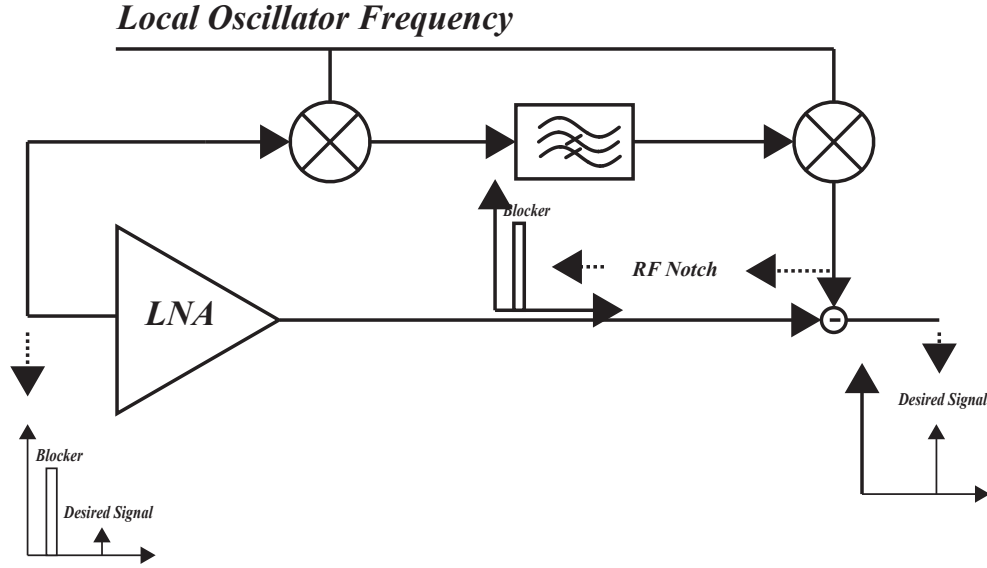 Local Oscillator Frequency
Blocker
RF Notch
LNA
-
Desired Signal
Blocker
Desired Signal